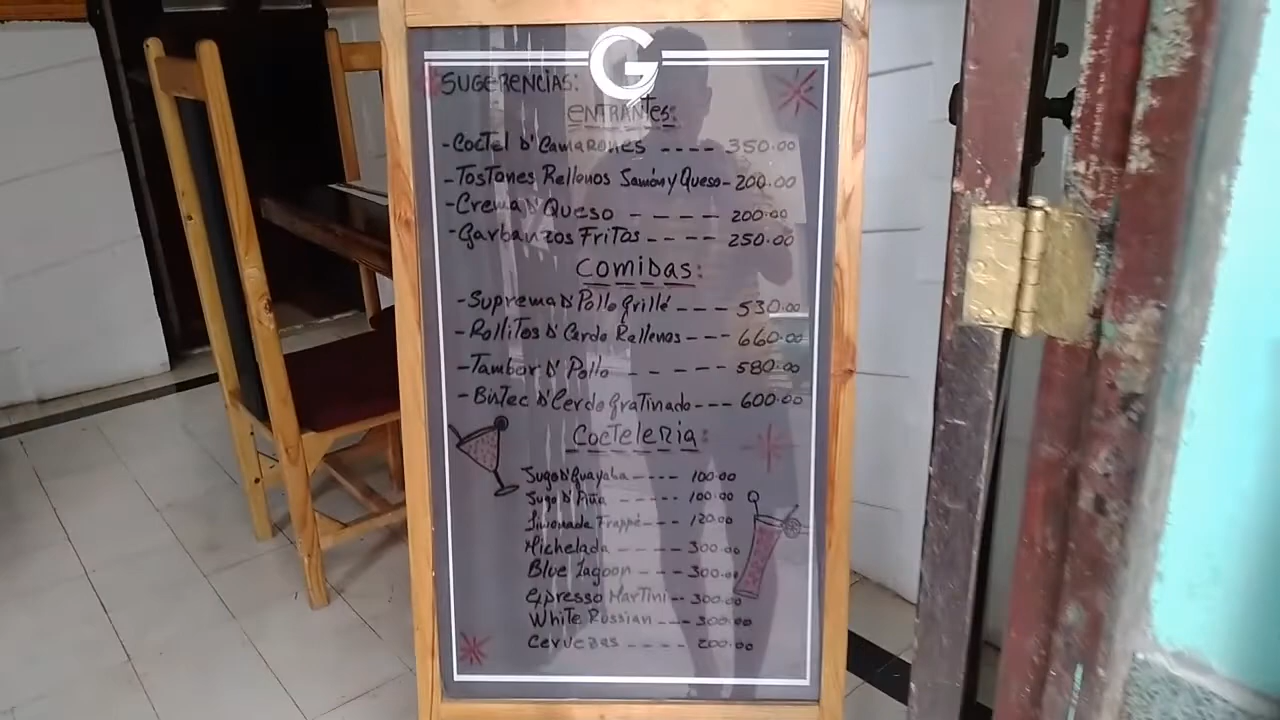 G
SUGERENCIAS:
ENTRANTES:
-Coctel D'Camarones ---- 350.00
-Tostones Rellenos Jamón y Queso- 200.00
-Crema D'Queso - - - - 200.00
-Garbanzos Fritos - - - - 250.00
COMIDAS:
-Suprema D'Pollo Grillé - - - 530.00
-Rollitos D'Cerdo Rellenos - - - 660.00
-Tambor D'Pollo - - - - - 580.00
-Bistec D'Cerdo Gratinado - - - 600.00
Cocteleria:
Jugo D'Guayaba - - - - 100.00
Jugo D'Piña - - - - - 100.00
Limonada Frappé - - - 120.00
Michelada - - - - 300.00
Blue Lagoon - - - 300.00
Expresso Martini - - 300.00
White Russian - - - 300.00
Cervezas - - - - 200.00